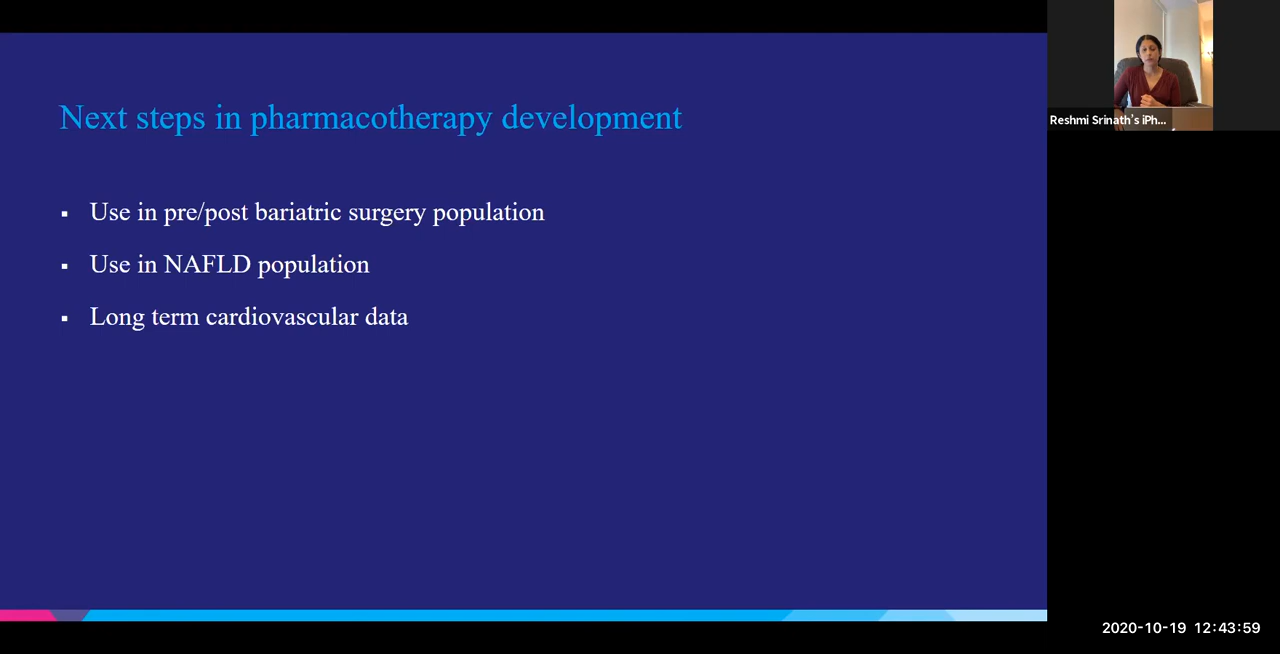 Next steps in pharmacotherapy development
▪ Use in pre/post bariatric surgery population
▪ Use in NAFLD population
▪ Long term cardiovascular data
Reshmi Srinath's iPh...
2020-10-19 12:43:59